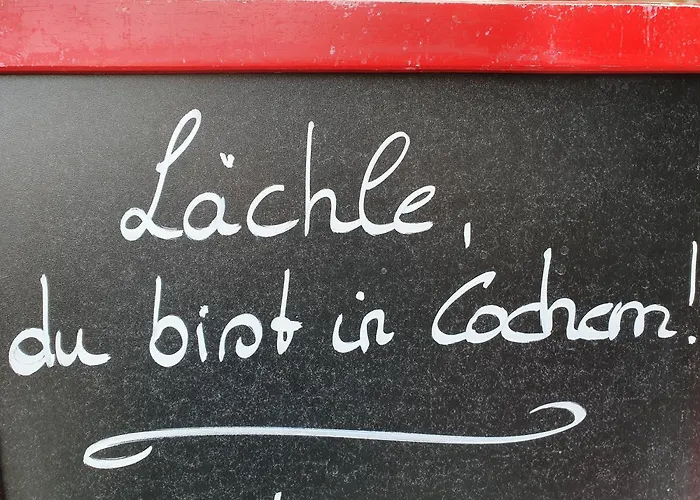 Lächle,
du bist in Cochem!